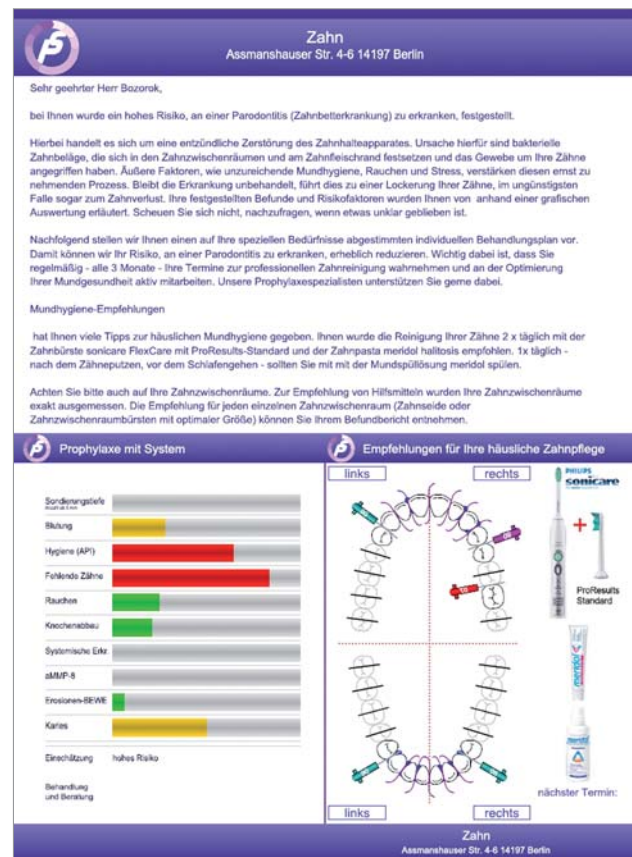 Zahn
Assmanshauser Str. 4-6 14197 Berlin
Sehr geehrter Herr Bozorok,
bei Ihnen wurde ein hohes Risiko, an einer Parodontitis (Zahnbetterkrankung) zu erkranken, festgestellt.
Hierbei handelt es sich um eine entzündliche Zerstörung des Zahnhalteapparates. Ursache hierfür sind bakterielle
Zahnbeläge, die sich in den Zahnzwischenräumen und am Zahnfleischrand festsetzen und das Gewebe um Ihre Zähne
angegriffen haben. Äußere Faktoren, wie unzureichende Mundhygiene, Rauchen und Stress, verstärken diesen ernst zu
nehmenden Prozess. Bleibt die Erkrankung unbehandelt, führt dies zu einer Lockerung Ihrer Zähne, im ungünstigsten
Falle sogar zum Zahnverlust. Ihre festgestellten Befunde und Risikofaktoren wurden Ihnen von anhand einer grafischen
Auswertung erläutert. Scheuen Sie sich nicht, nachzufragen, wenn etwas unklar geblieben ist.
Nachfolgend stellen wir Ihnen einen auf Ihre speziellen Bedürfnisse abgestimmten individuellen Behandlungsplan vor.
Damit können wir Ihr Risiko, an einer Parodontitis zu erkranken, erheblich reduzieren. Wichtig dabei ist, dass Sie
regelmäßig - alle 3 Monate - Ihre Termine zur professionellen Zahnreinigung wahrnehmen und an der Optimierung
Ihrer Mundgesundheit aktiv mitarbeiten. Unsere Prophylaxespezialisten unterstützen Sie gerne dabei.
Mundhygiene-Empfehlungen
hat Ihnen viele Tipps zur häuslichen Mundhygiene gegeben. Ihnen wurde die Reinigung Ihrer Zähne 2 x täglich mit der
Zahnbürste sonicare FlexCare mit ProResults-Standard und der Zahnpasta meridol halitosis empfohlen. 1x täglich -
nach dem Zähneputzen, vor dem Schlafengehen - sollten Sie mit mit der Mundspüllösung meridol spülen.
Achten Sie bitte auch auf Ihre Zahnzwischenräume. Zur Empfehlung von Hilfsmitteln wurden Ihre Zahnzwischenräume
exakt ausgemessen. Die Empfehlung für jeden einzelnen Zahnzwischenraum (Zahnseide oder
Zahnzwischenraumbürsten mit optimaler Größe) können Sie Ihrem Befundbericht entnehmen.
Prophylaxe mit System
Sondierungstiefe
Blutung
Hygiene (API)
Fehlende Zähne
Rauchen
Knochenabbau
Systemische Erkr.
aMMP-8
Erosionen-BEWE
Karies
Einschätzung hohes Risiko
Behandlung
und Beratung
Empfehlungen für Ihre häusliche Zahnpflege
links rechts
PHILIPS
sonicare
ProResults
Standard
meridol
meridol
nächster Termin:
links rechts
Zahn
Assmanshauser Str. 4-6 14197 Berlin